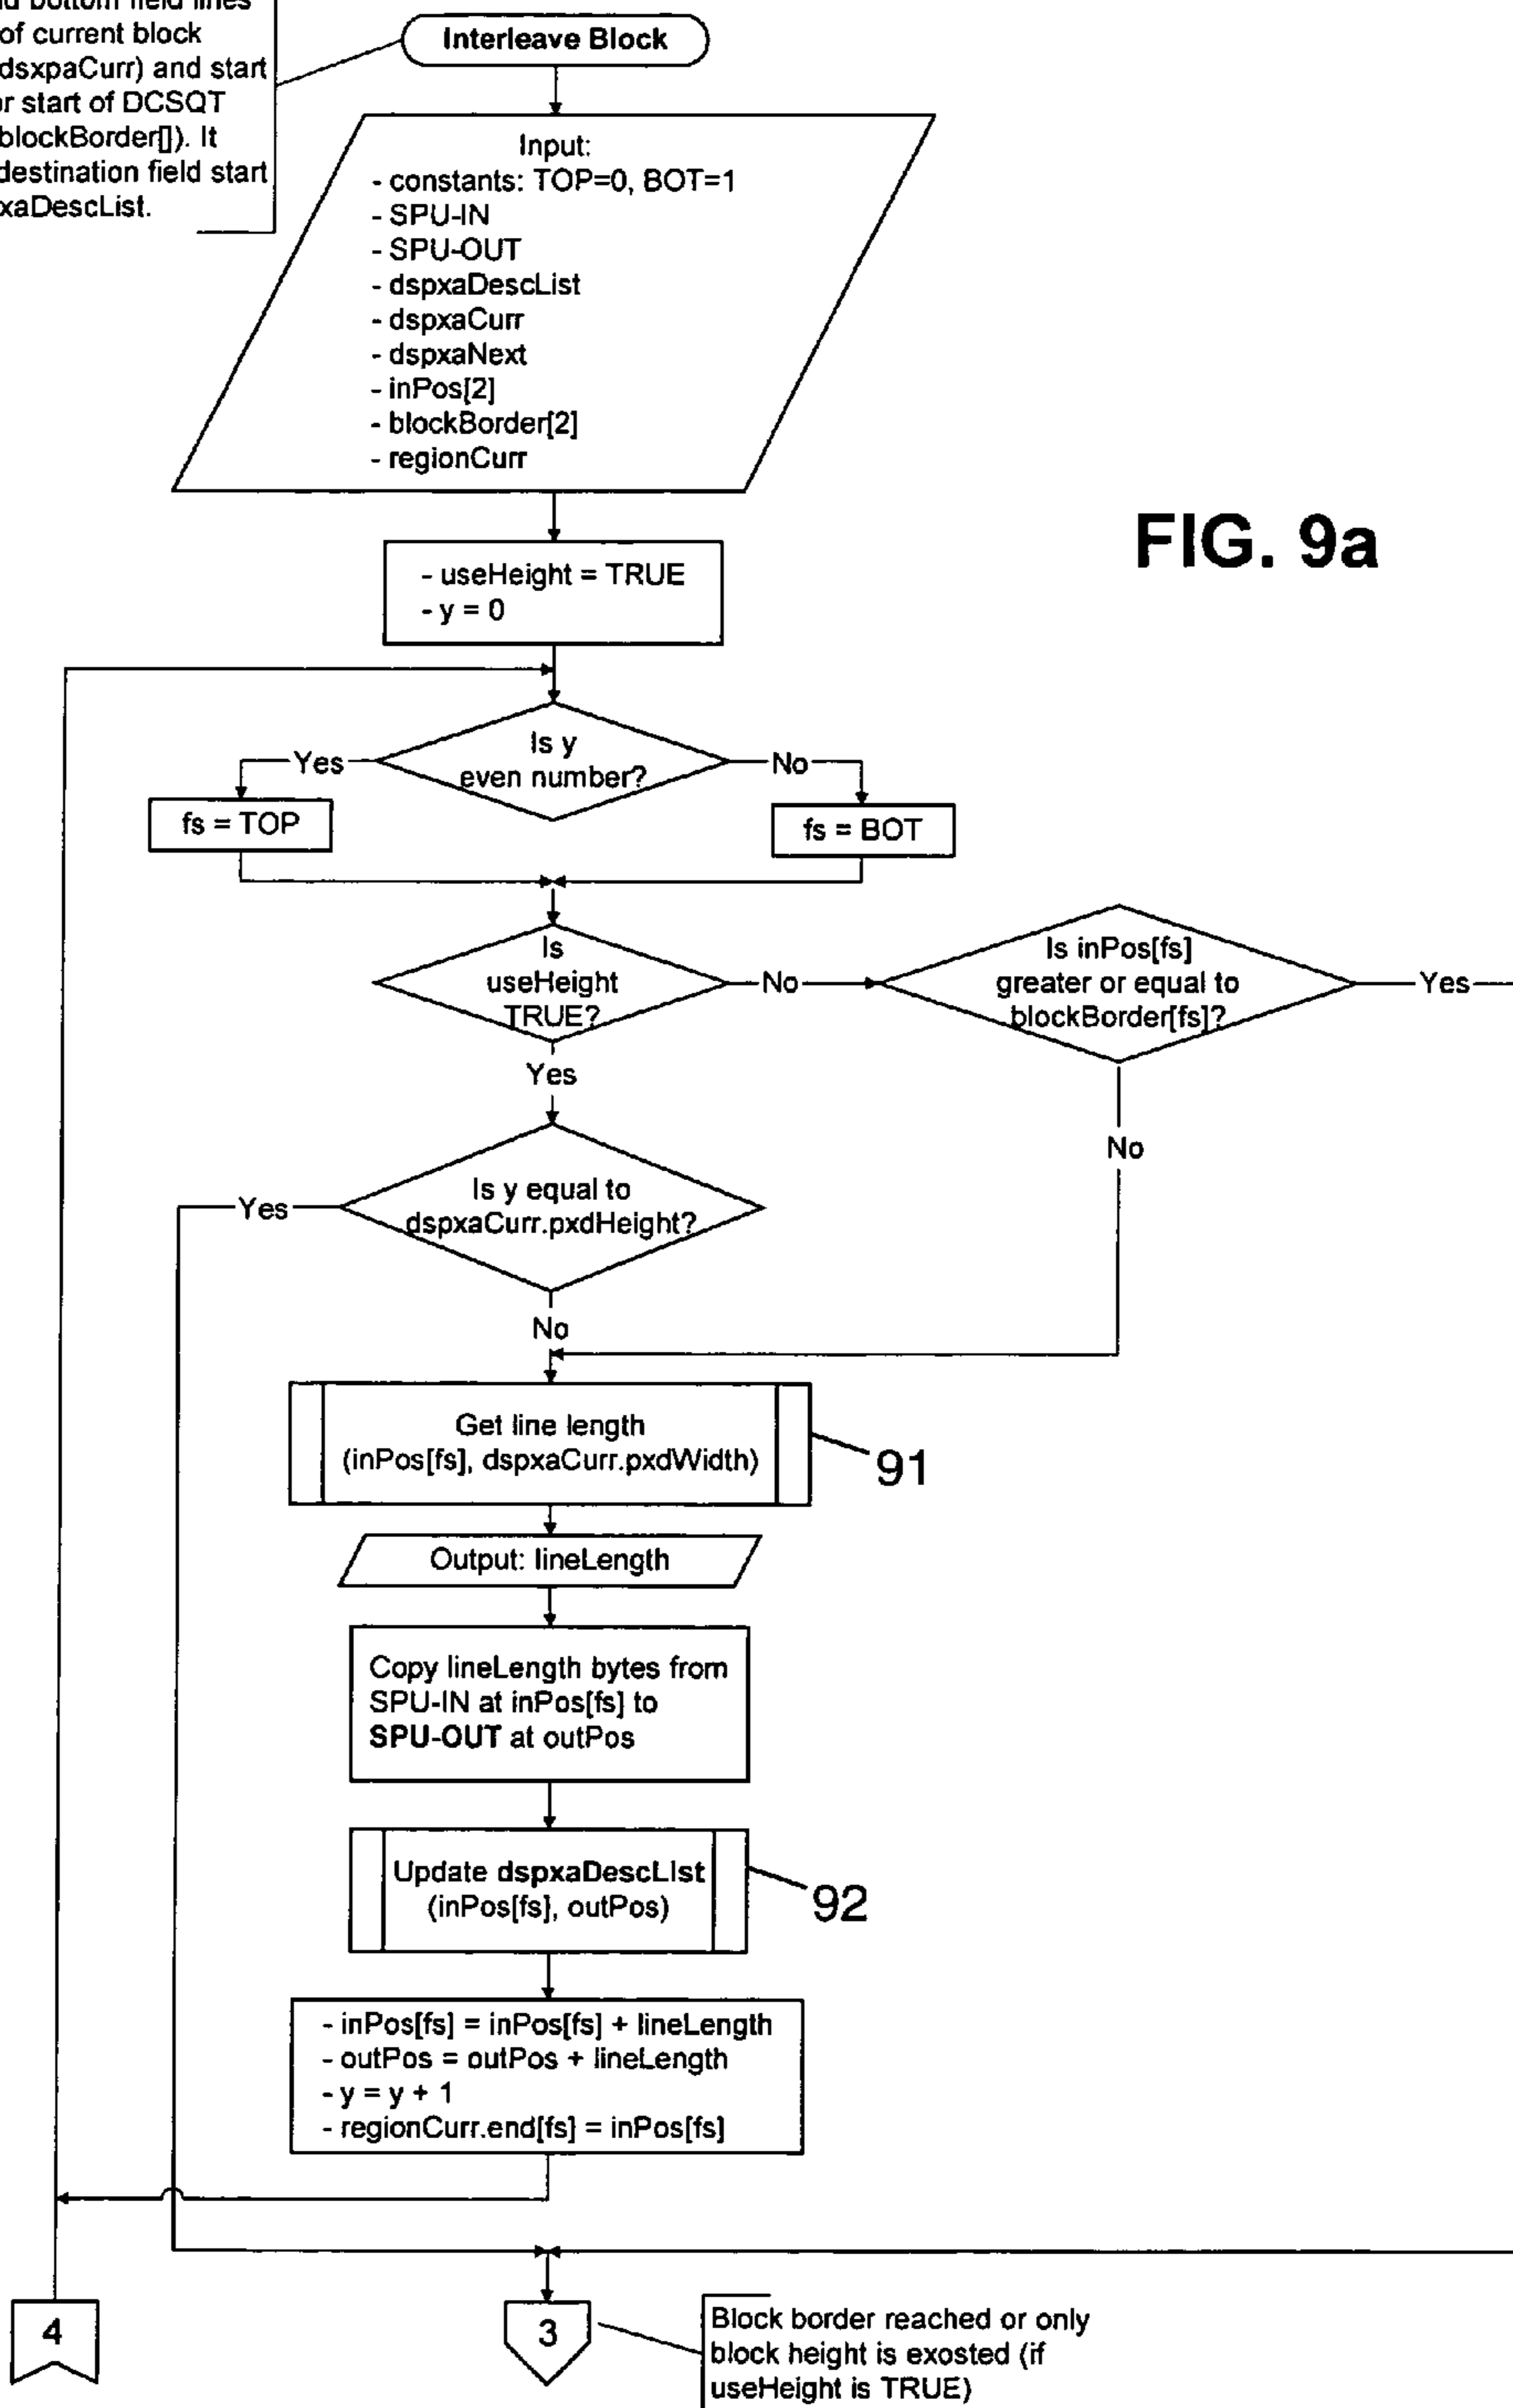 bottom field lines
of current block
dsxpaCurr) and start
start of DCSQT
blockBorder[]). It
destination field start
xaDescList.
Interleave Block
Input:
- constants: TOP=0, BOT=1
- SPU-IN
- SPU-OUT
- dspxaDescList
- dspxaCurr
- dspxaNext
- inPos[2]
- blockBorder[2]
- regionCurr
FIG. 9a
- useHeight = TRUE
- y = 0
Is y
even number?
Yes
No
fs = TOP
fs = BOT
Is
useHeight
TRUE?
No
Is inPos[fs]
greater or equal to
blockBorder[fs]?
Yes
Yes
No
Is y equal to
dspxaCurr.pxdHeight?
Yes
No
Get line length
(inPos[fs], dspxaCurr.pxdWidth)
91
Output: lineLength
Copy lineLength bytes from
SPU-IN at inPos[fs] to
SPU-OUT at outPos
Update dspxaDescLIst
(inPos[fs], outPos)
92
- inPos[fs] = inPos[fs] + lineLength
- outPos = outPos + lineLength
- y = y + 1
- regionCurr.end[fs] = inPos[fs]
4
3
Block border reached or only
block height is exosted (if
useHeight is TRUE)